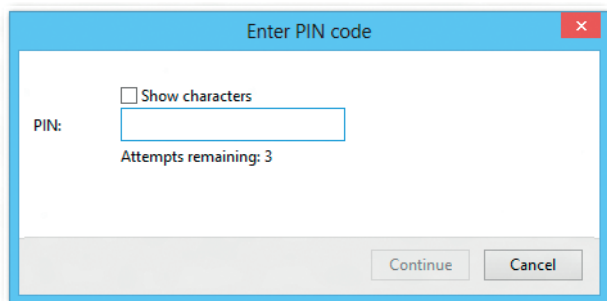 Enter PIN code
Show characters
PIN:
Attempts remaining: 3
Continue Cancel